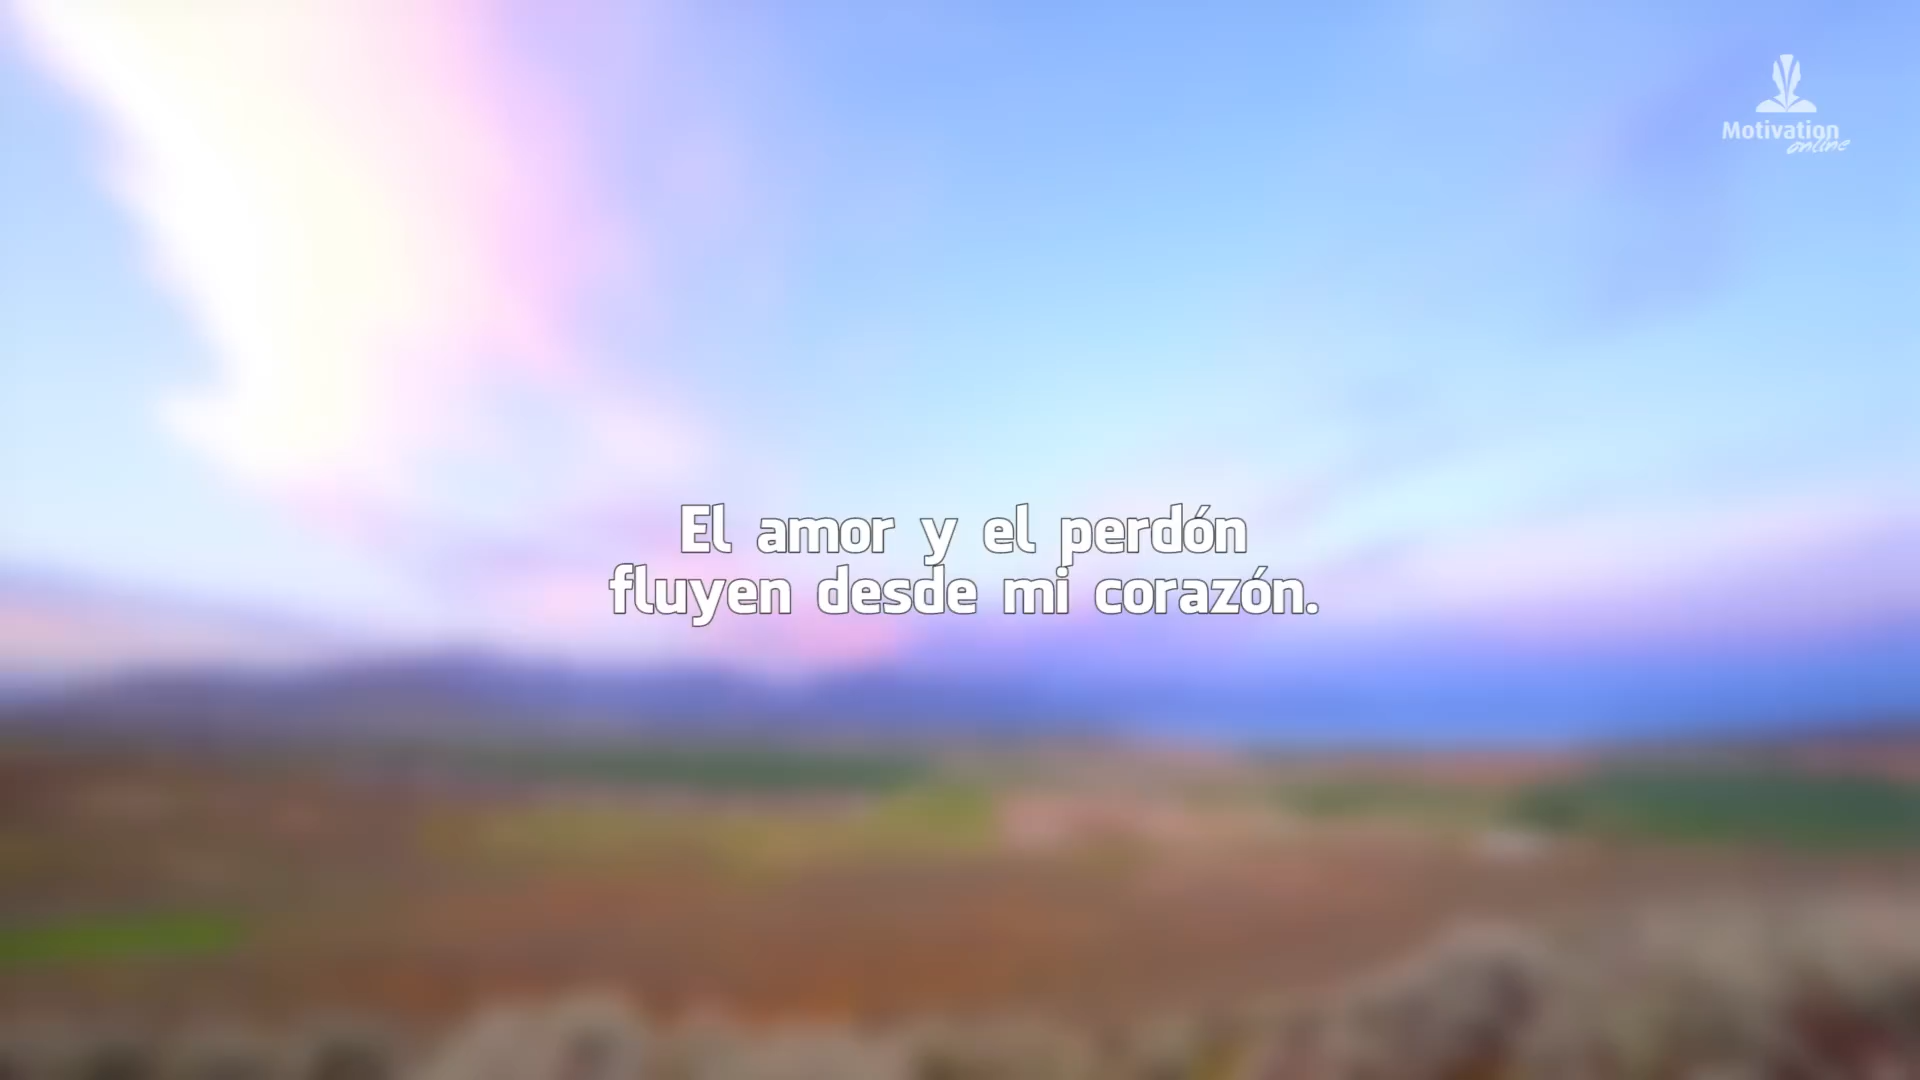 Motivation
online
El amor y el perdón
fluyen desde mi corazón.